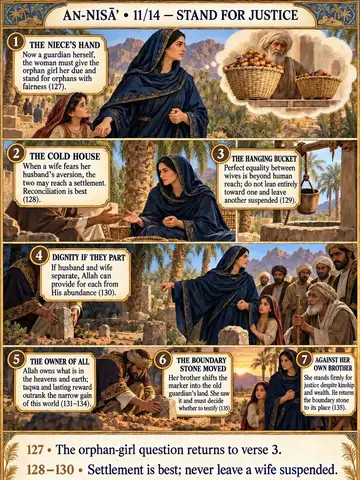 AN-NISĀʼ • 11/14 — STAND FOR JUSTICE
1
THE NIECE'S HAND
Now a guardian herself,
the woman must give the
orphan girl her due and
stand for orphans with
fairness (127).
2
THE COLD HOUSE
When a wife fears her
husband's aversion, the
two may reach a settlement.
Reconciliation is best
(128).
3
THE HANGING BUCKET
Perfect equality between
wives is beyond human
reach; do not lean entirely
toward one and leave
another suspended (129).
4
DIGNITY IF THEY PART
If husband and wife
separate, Allah can
provide for each from
His abundance (130).
5
THE OWNER OF ALL
Allah owns what is in
the heavens and earth;
taqwa and lasting reward
outrank the narrow gain
of this world (131–134).
6
THE BOUNDARY
STONE MOVED
Her brother shifts the
marker into the old
guardian's land. She
saw it and must decide
whether to testify (135).
7
AGAINST HER
OWN BROTHER
She stands firmly for
justice despite kinship
and wealth. He returns
the boundary stone to
its place (135).
127 • The orphan-girl question returns to verse 3.
128–130 • Settlement is best; never leave a wife suspended.